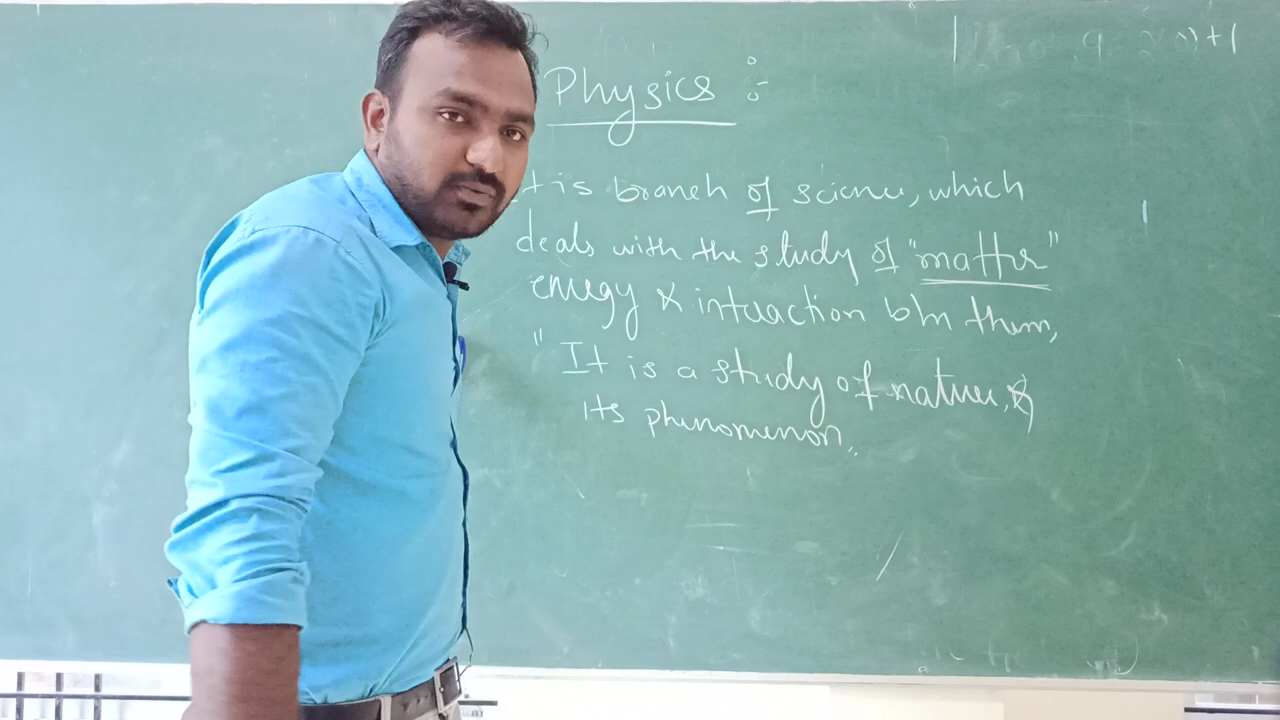 )+1
Physics :-
It is branch of science, which
deals with the study of "matter"
energy & interaction b/n them,
"It is a study of nature, &
its phenomenon"